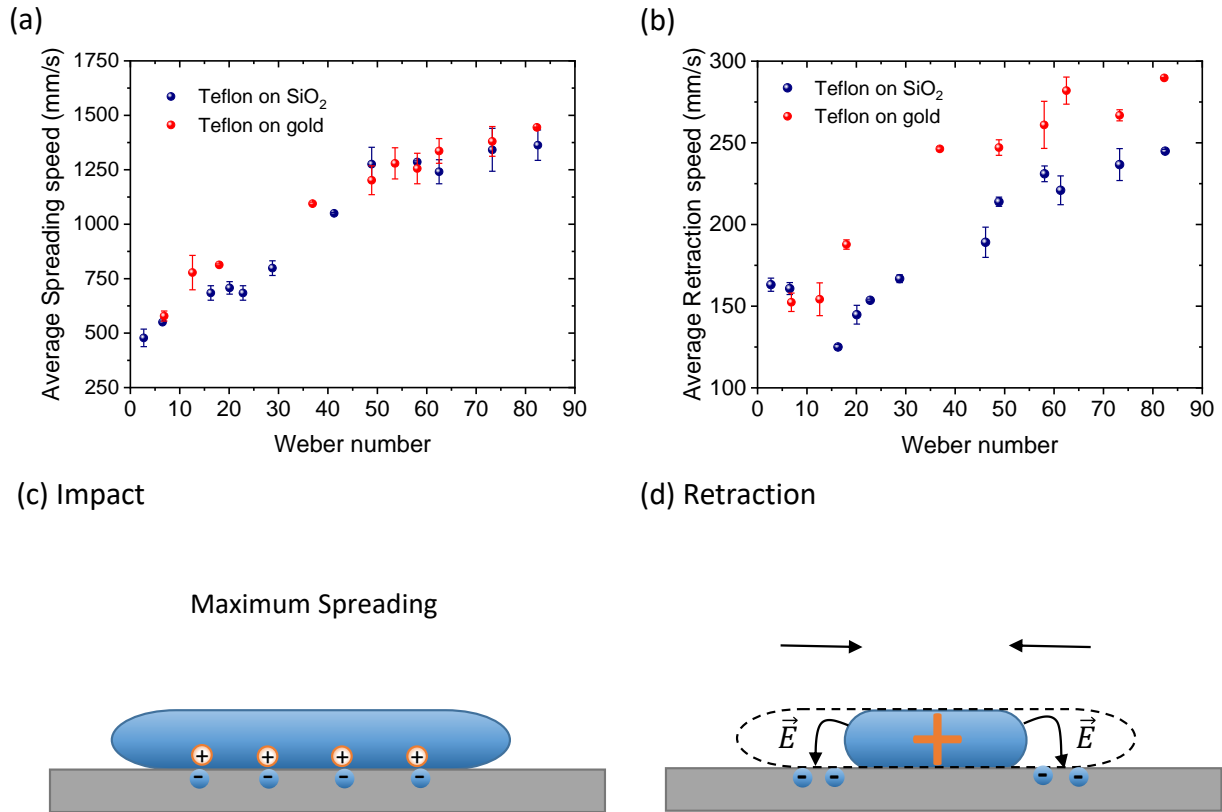 (a)
1750
1500
1250
1000
750
500
250
0 10 20 30 40 50 60 70 80 90
Average Spreading speed (mm/s)
Weber number
Teflon on SiO₂
Teflon on gold
(b)
300
250
200
150
100
0 10 20 30 40 50 60 70 80 90
Average Retraction speed (mm/s)
Weber number
Teflon on SiO₂
Teflon on gold
(c) Impact
Maximum Spreading
+ + + +
- - - -
(d) Retraction
E⃗ + E⃗
- - - -